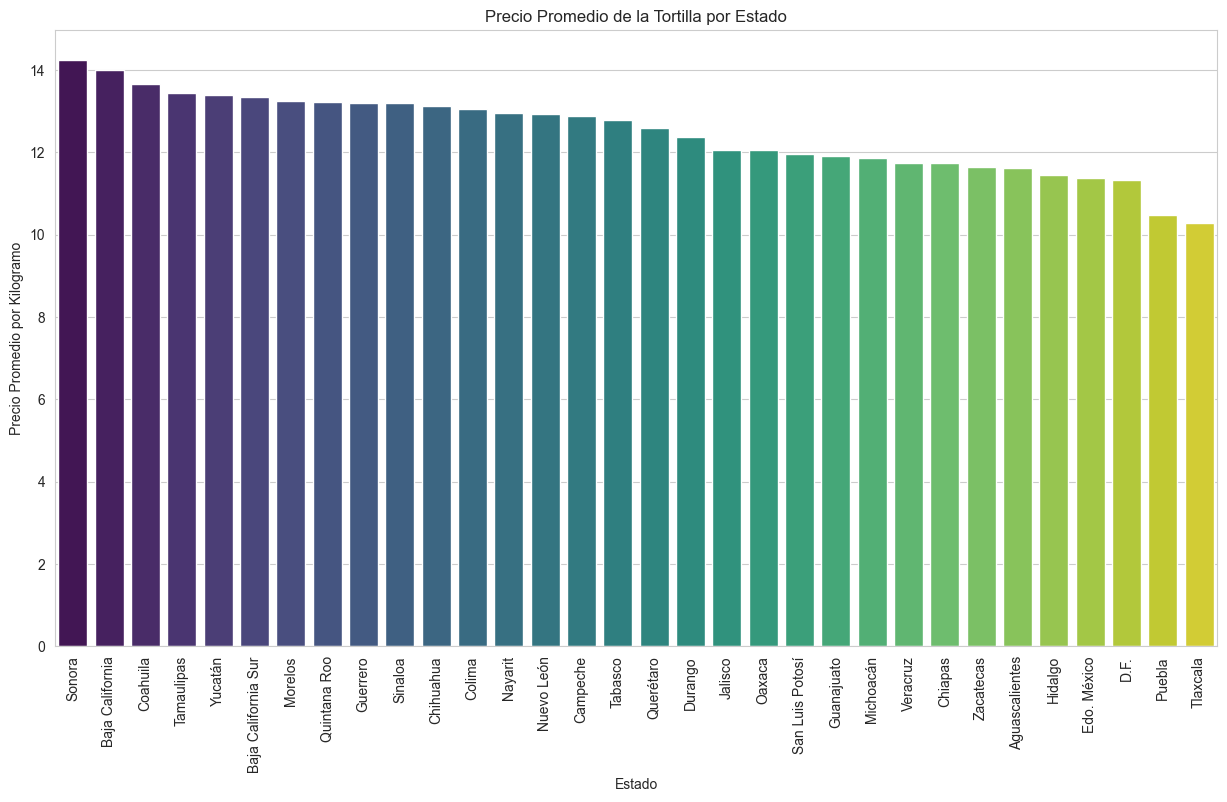 Precio Promedio de la Tortilla por Estado
Precio Promedio por Kilogramo
14
12
10
8
6
4
2
0
Sonora
Baja California
Coahuila
Tamaulipas
Yucatán
Baja California Sur
Morelos
Quintana Roo
Guerrero
Sinaloa
Chihuahua
Colima
Nayarit
Nuevo León
Campeche
Tabasco
Querétaro
Durango
Jalisco
Oaxaca
San Luis Potosí
Guanajuato
Michoacán
Veracruz
Chiapas
Zacatecas
Aguascalientes
Hidalgo
Edo. México
D.F.
Puebla
Tlaxcala
Estado